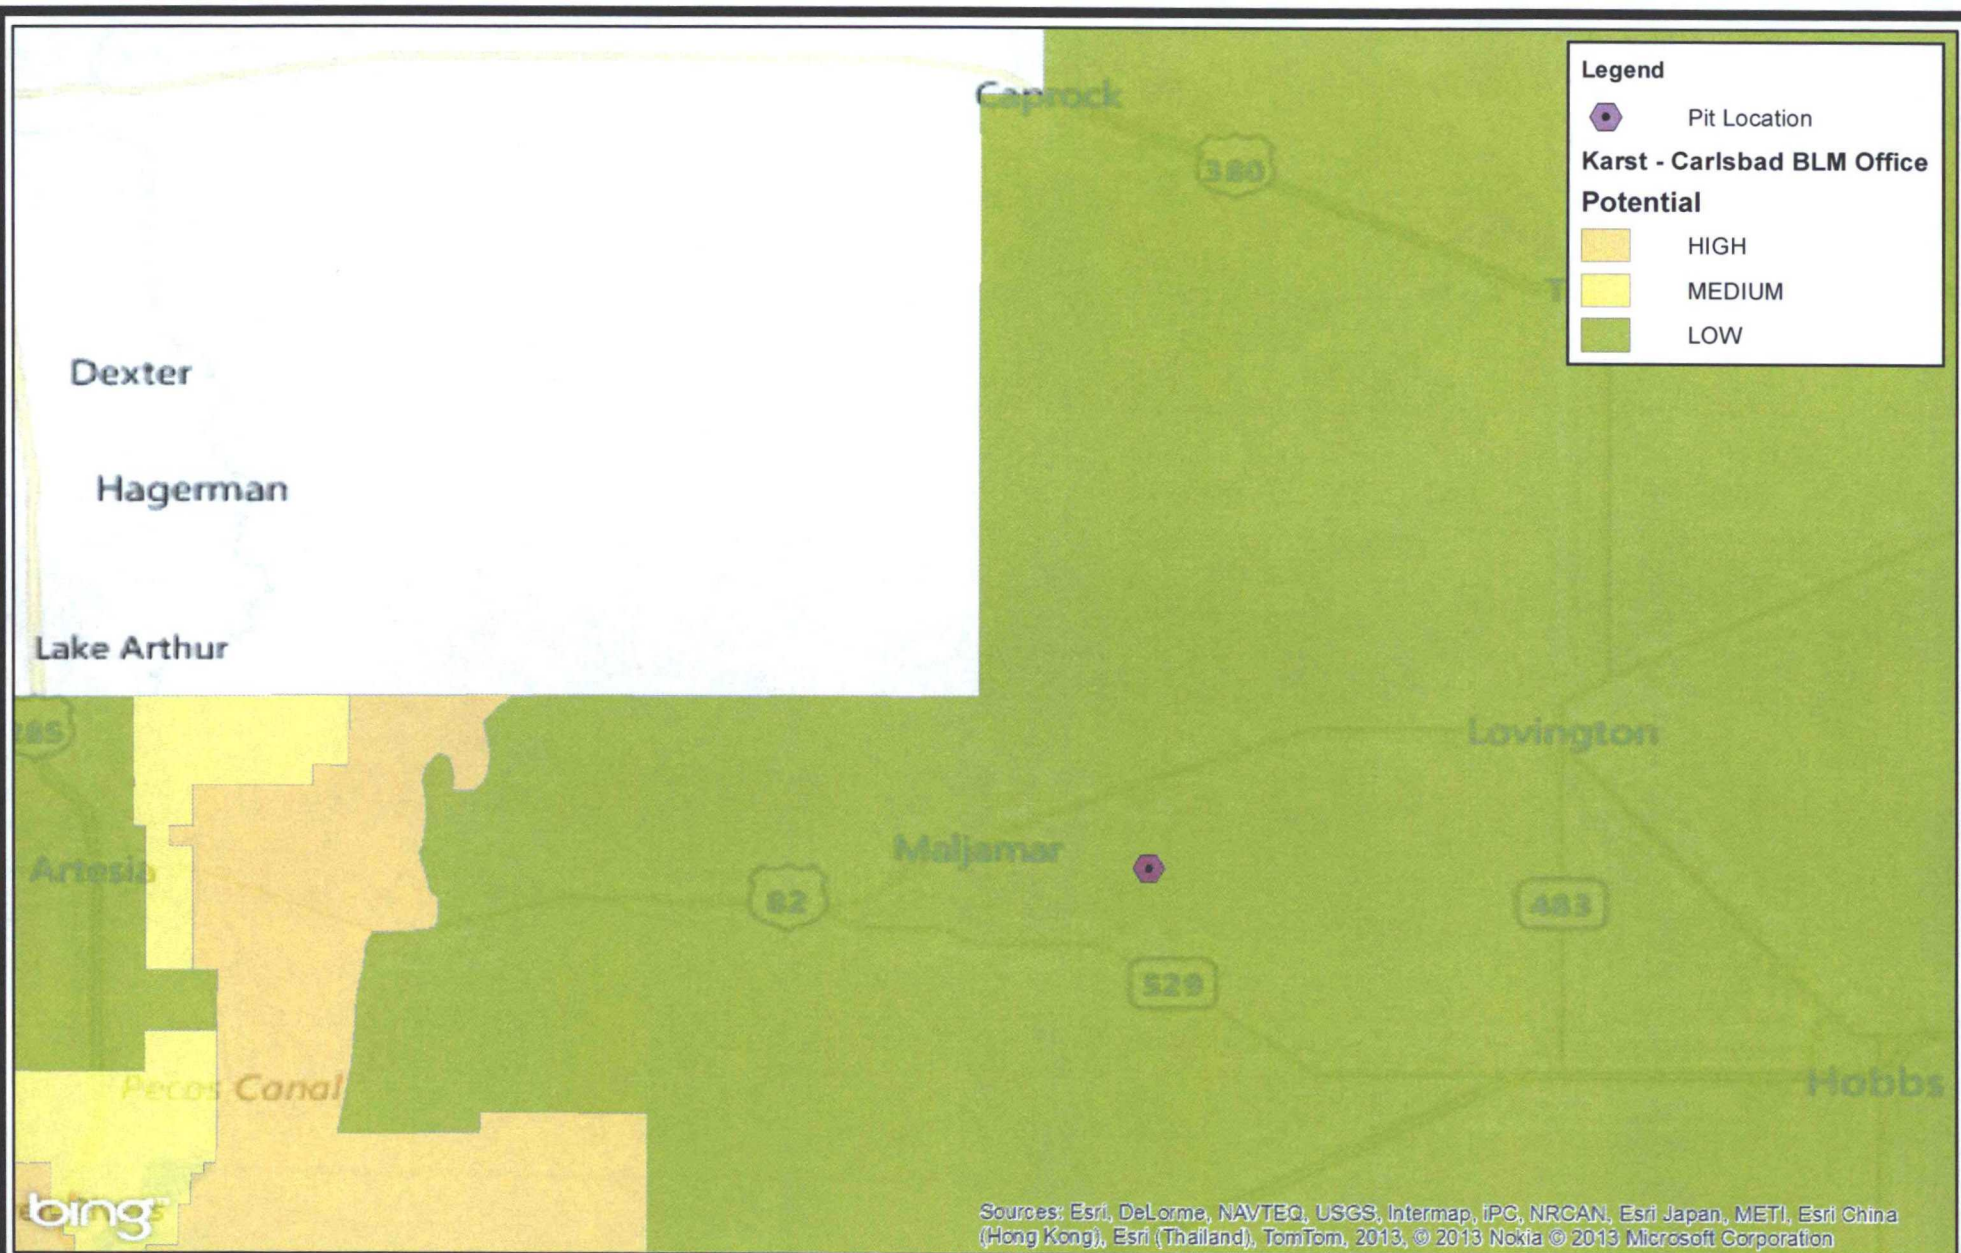 Caprock
380
Legend
Pit Location
Karst - Carlsbad BLM Office
Potential
HIGH
MEDIUM
LOW
T
Dexter
Hagerman
Lake Arthur
285
Lovington
Maljamar
Artesia
82
483
529
Pecos Canal
Hobbs
bing
Sources: Esri, DeLorme, NAVTEQ, USGS, Intermap, iPC, NRCAN, Esri Japan, METI, Esri China
(Hong Kong), Esri (Thailand), TomTom, 2013, © 2013 Nokia © 2013 Microsoft Corporation